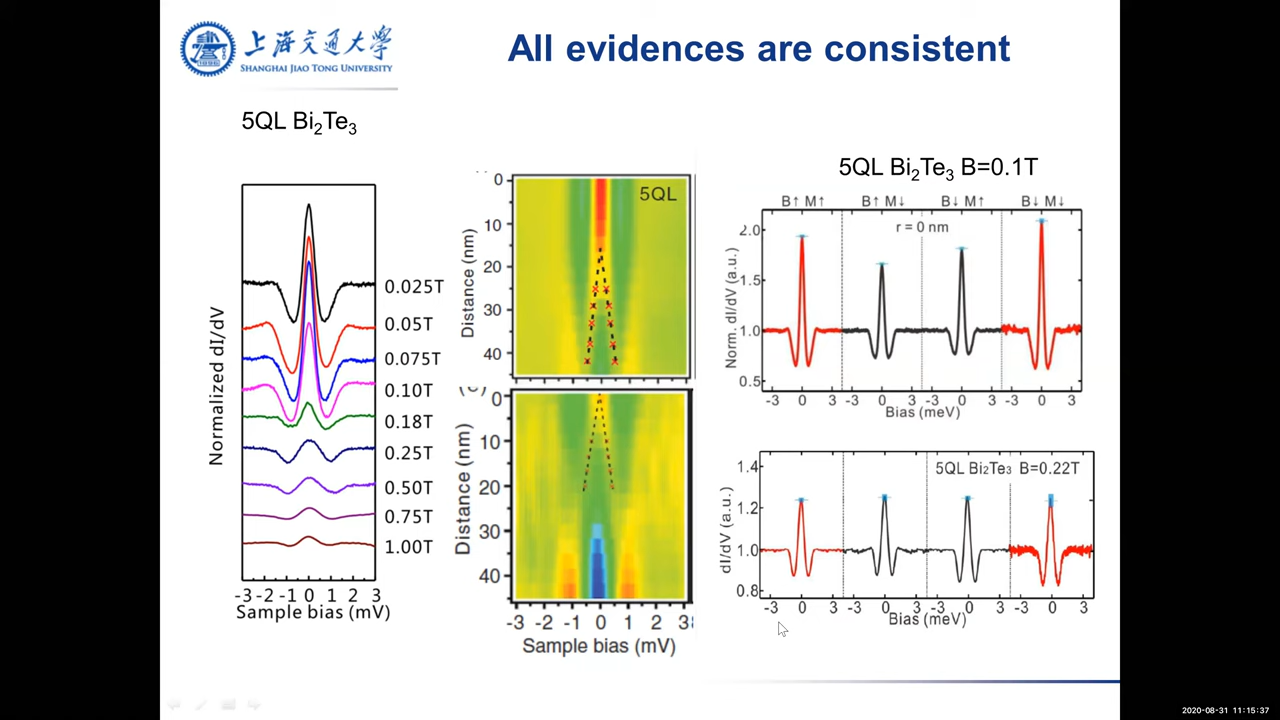 上海交通大学
SHANGHAI JIAO TONG UNIVERSITY
1896
All evidences are consistent
5QL Bi₂Te₃
Normalized dI/dV
0.025T
0.05T
0.075T
0.10T
0.18T
0.25T
0.50T
0.75T
1.00T
-3 -2 -1 0 1 2 3
Sample bias (mV)
5QL
Distance (nm)
0
10
20
30
40
Distance (nm)
0
10
20
30
40
-3 -2 -1 0 1 2 3
Sample bias (mV)
5QL Bi₂Te₃ B=0.1T
B↑ M↑ B↑ M↓ B↓ M↑ B↓ M↓
r = 0 nm
Norm. dI/dV (a.u.)
2.0
1.5
1.0
0.5
-3 0 3 -3 0 3 -3 0 3 -3 0 3
Bias (meV)
5QL Bi₂Te₃ B=0.22T
dI/dV (a.u.)
1.4
1.2
1.0
0.8
-3 0 3 -3 0 3 -3 0 3 -3 0 3
Bias (meV)
2020-08-31 11:15:37